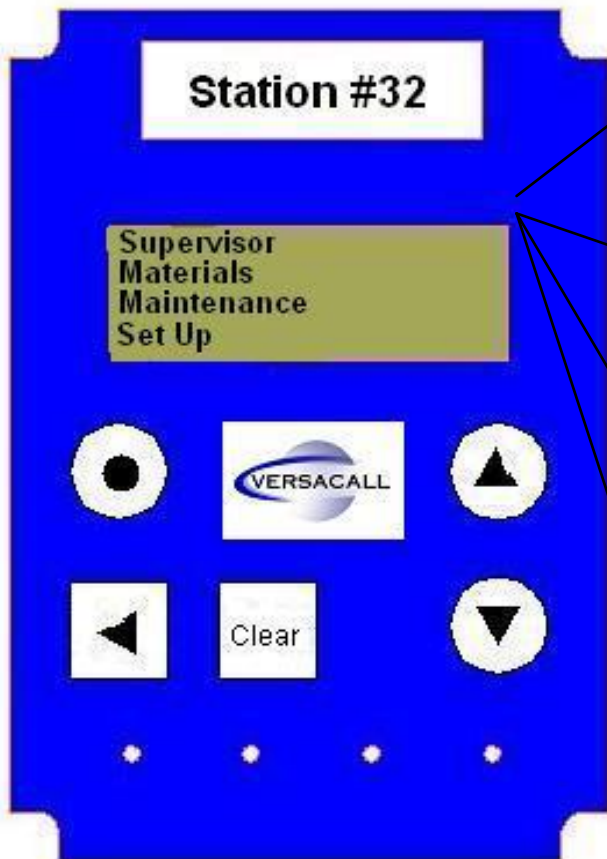 Station #32
Supervisor
Materials
Maintenance
Set Up
VERSACALL
Clear